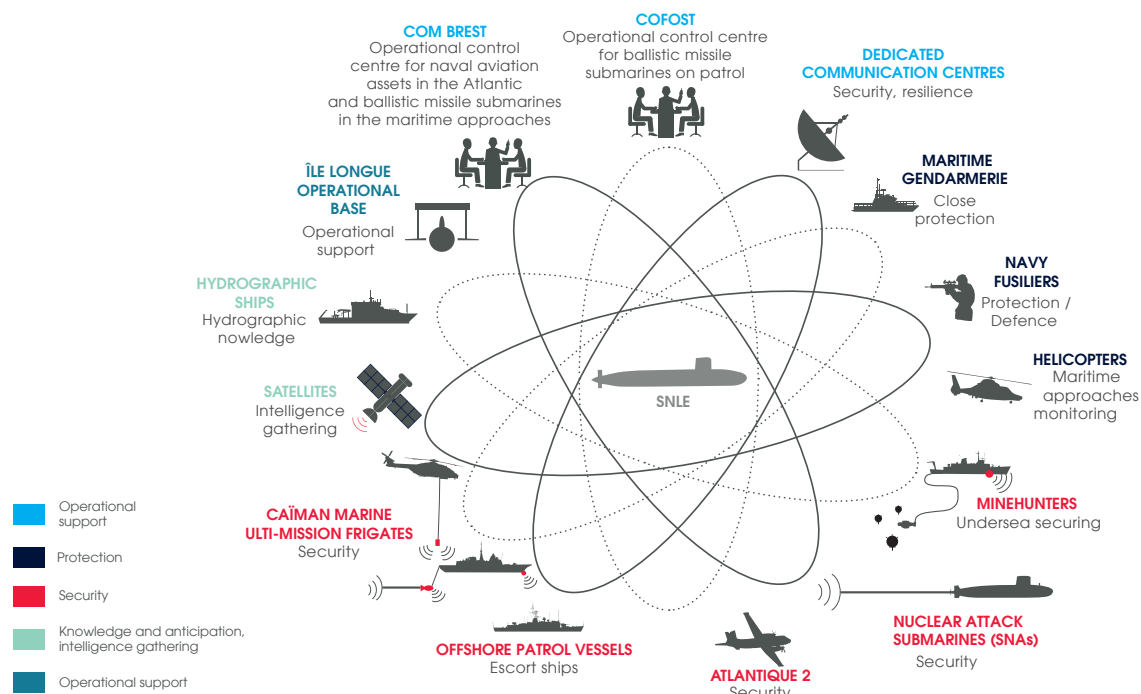 COM BREST
Operational control
centre for naval aviation
assets in the Atlantic
and ballistic missile submarines
in the maritime approaches
COFOST
Operational control centre
for ballistic missile
submarines on patrol
DEDICATED
COMMUNICATION CENTRES
Security, resilience
MARITIME
GENDARMERIE
Close
protection
NAVY
FUSILIERS
Protection /
Defence
HELICOPTERS
Maritime
approaches
monitoring
MINEHUNTERS
Undersea securing
NUCLEAR ATTACK
SUBMARINES (SNAs)
Security
ATLANTIQUE 2
Security
OFFSHORE PATROL VESSELS
Escort ships
CAÏMAN MARINE
ULTI-MISSION FRIGATES
Security
SATELLITES
Intelligence
gathering
HYDROGRAPHIC
SHIPS
Hydrographic
nowledge
ÎLE LONGUE
OPERATIONAL
BASE
Operational
support
SNLE
Operational
support
Protection
Security
Knowledge and anticipation,
intelligence gathering
Operational support